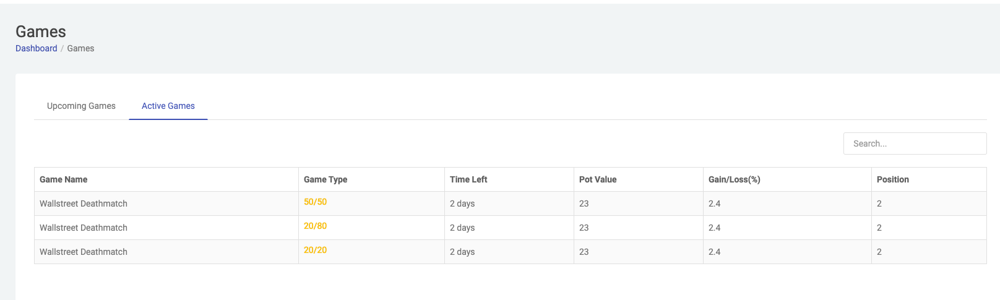 Games
Dashboard / Games
Upcoming Games Active Games
Search...
Game Name Game Type Time Left Pot Value Gain/Loss(%) Position
Wallstreet Deathmatch 50/50 2 days 23 2.4 2
Wallstreet Deathmatch 20/80 2 days 23 2.4 2
Wallstreet Deathmatch 20/20 2 days 23 2.4 2